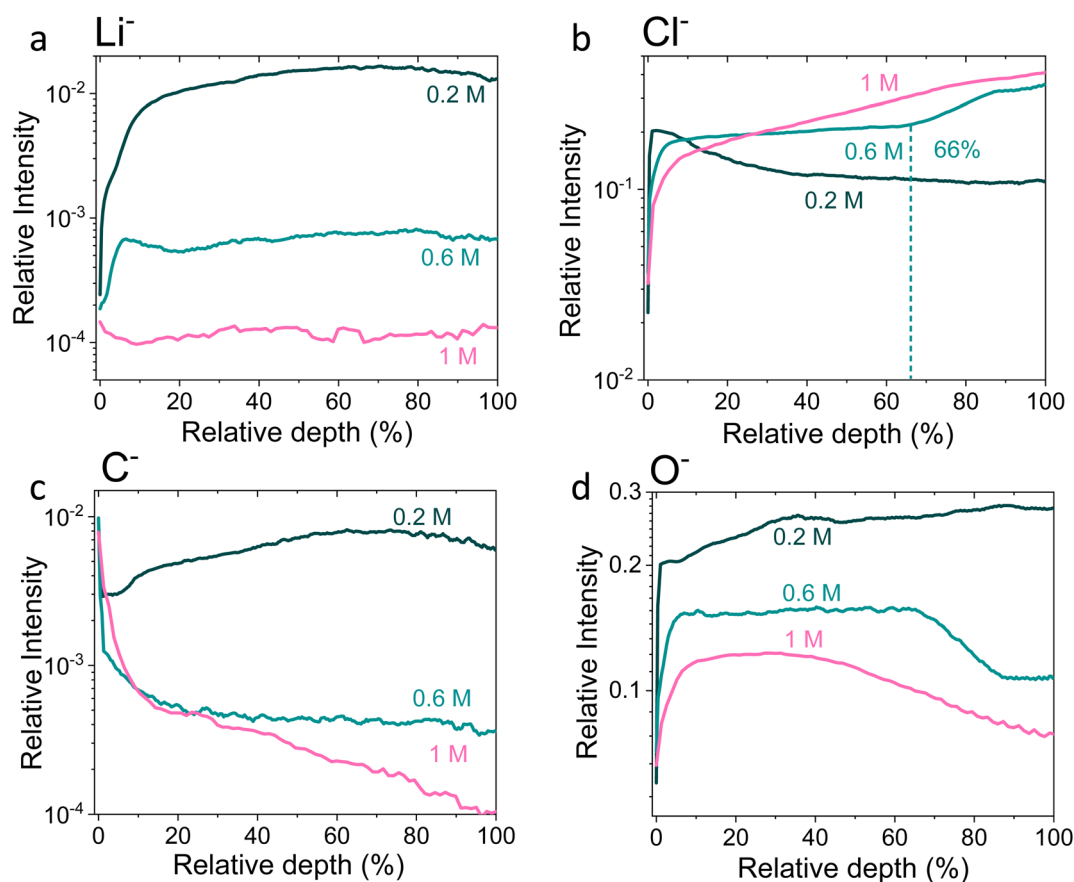 a Li⁻
10⁻²
10⁻³
10⁻⁴
0.2 M
0.6 M
1 M
Relative Intensity
0 20 40 60 80 100
Relative depth (%)
b Cl⁻
10⁻¹
10⁻²
1 M
0.6 M
66%
0.2 M
Relative Intensity
0 20 40 60 80 100
Relative depth (%)
c C⁻
10⁻²
10⁻³
10⁻⁴
0.2 M
0.6 M
1 M
Relative Intensity
0 20 40 60 80 100
Relative depth (%)
d O⁻
0.3
0.2
0.1
0.2 M
0.6 M
1 M
Relative Intensity
0 20 40 60 80 100
Relative depth (%)